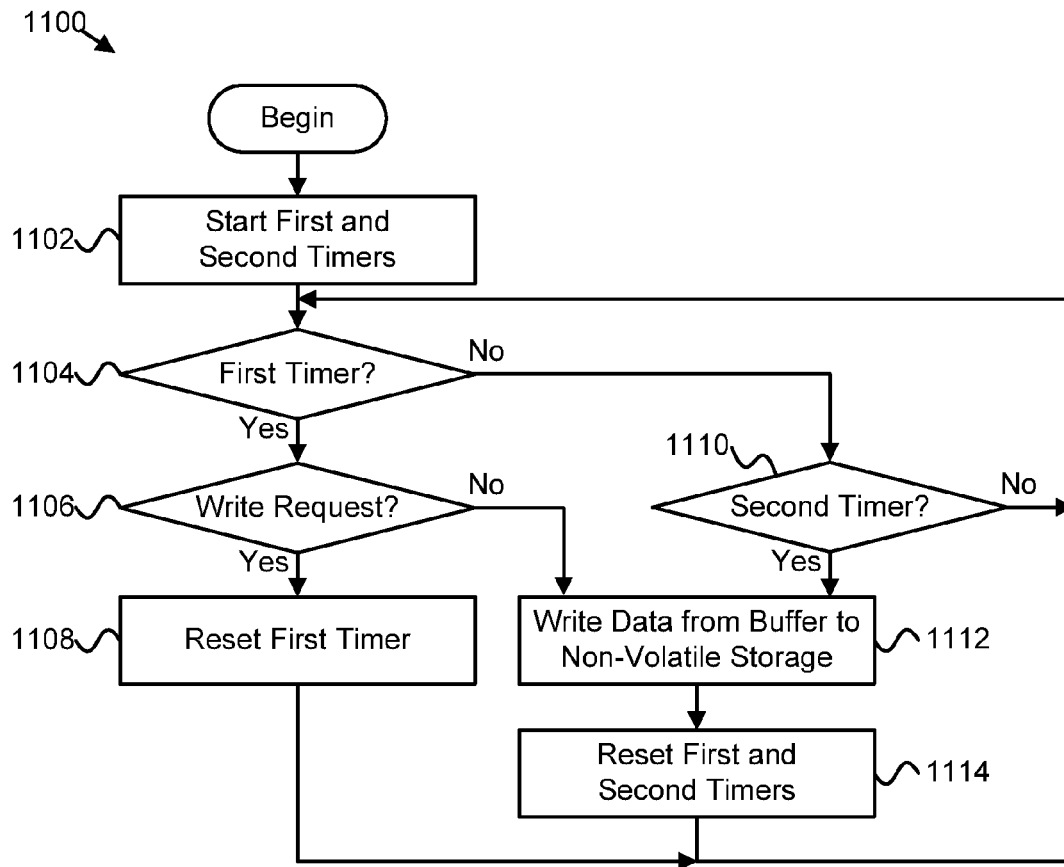 1100
Begin
1102
Start First and
Second Timers
1104
First Timer?
No
Yes
1110
1106
Write Request?
No
Second Timer?
No
Yes
Yes
1108
Reset First Timer
Write Data from Buffer to
Non-Volatile Storage
1112
Reset First and
Second Timers
1114